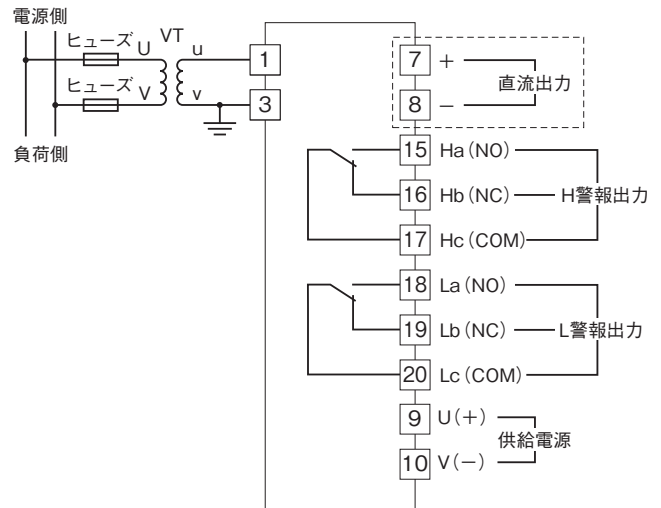 電源側
ヒューズ U VT u
ヒューズ V v
負荷側
1
3
7 +
8 −
直流出力
15 Ha(NO)
16 Hb(NC)
17 Hc(COM)
H警報出力
18 La(NO)
19 Lb(NC)
20 Lc(COM)
L警報出力
9 U(+)
10 V(−)
供給電源